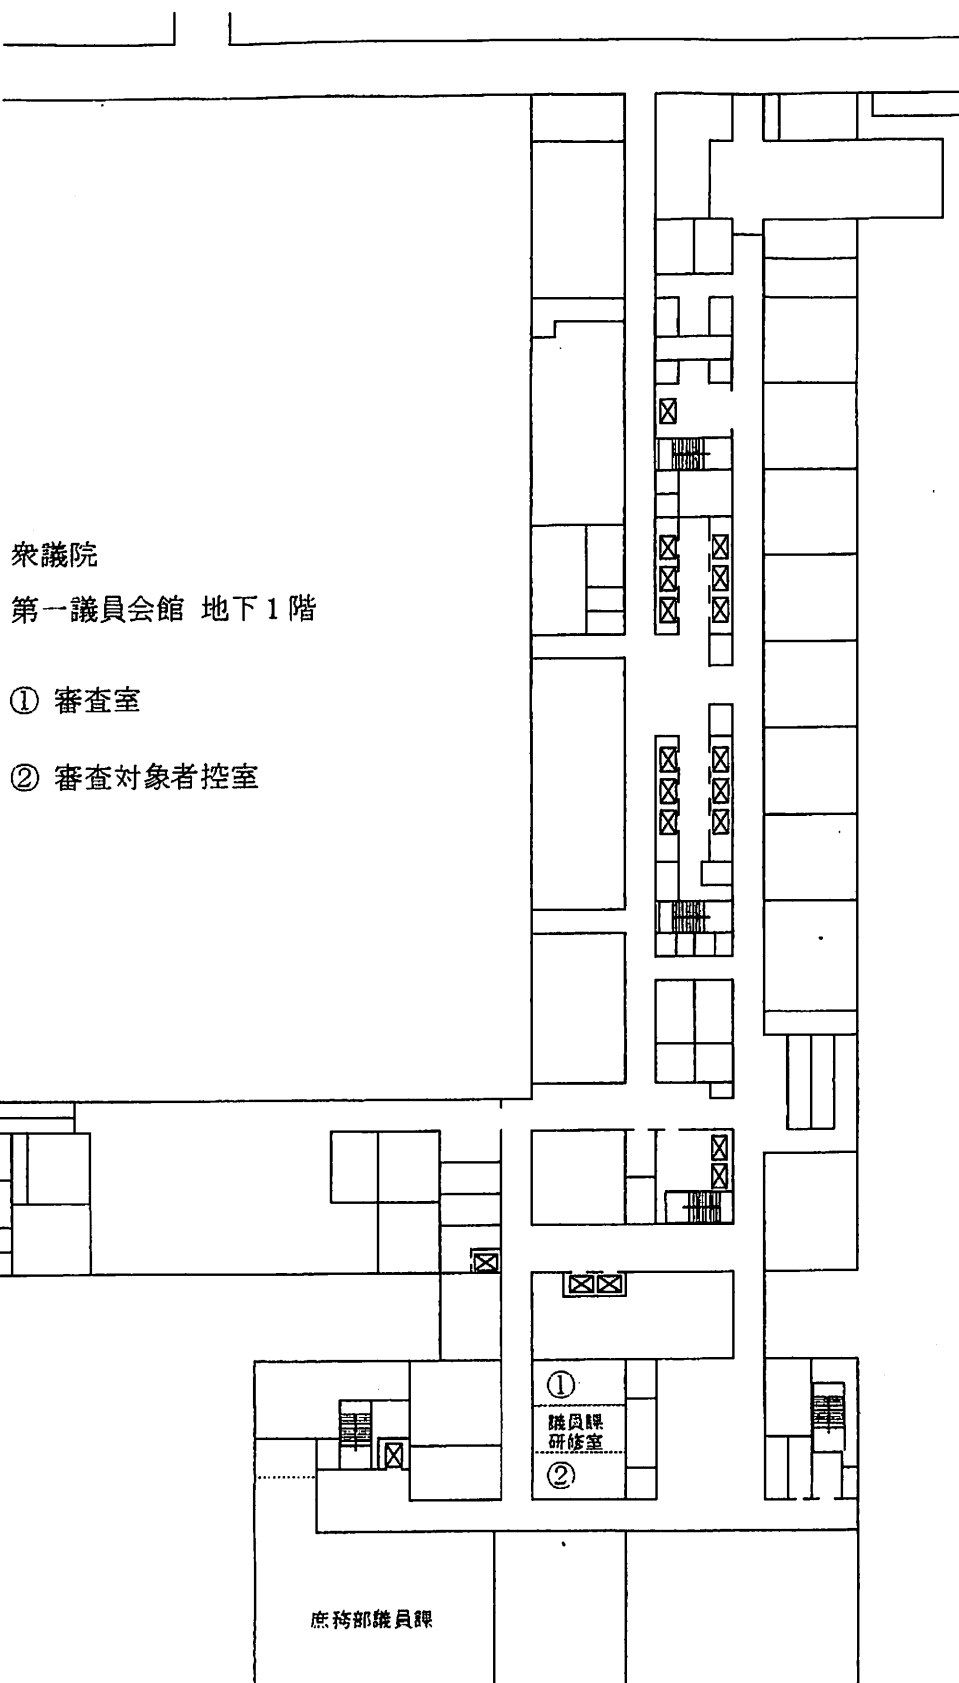 衆議院
第一議員会館 地下1階
① 審査室
② 審査対象者控室
①
議員課
研修室
②
庶務部議員課